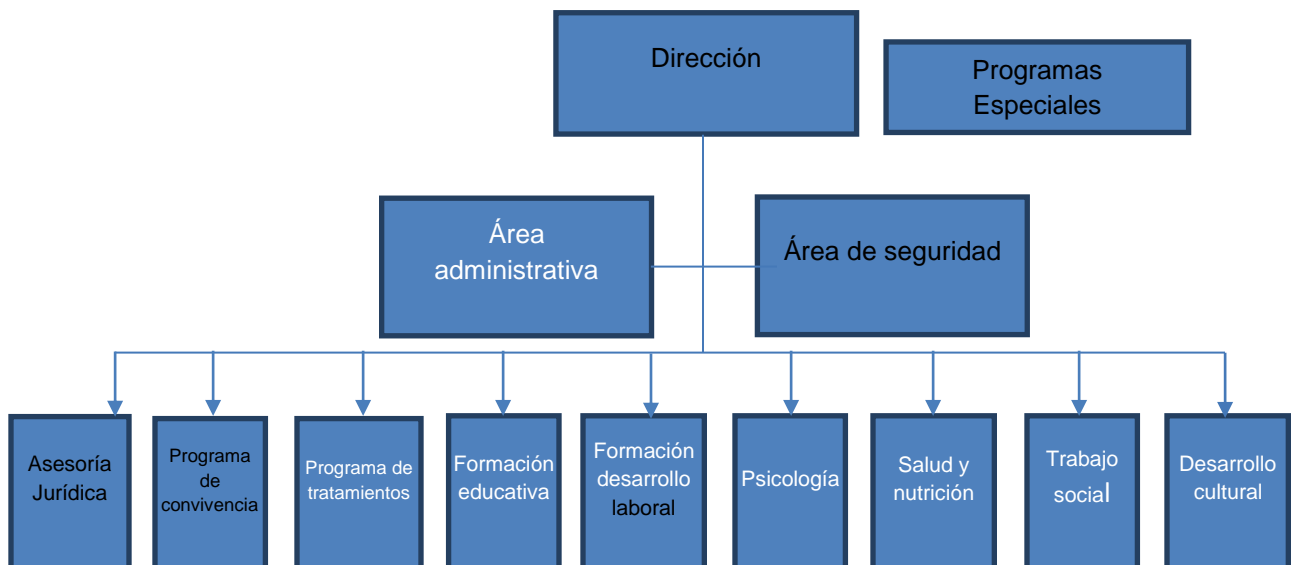 Dirección
Programas
Especiales
Área
administrativa
Área de seguridad
Asesoría
Jurídica
Programa
de
convivencia
Programa de
tratamientos
Formación
educativa
Formación
desarrollo
laboral
Psicología
Salud y
nutrición
Trabajo
social
Desarrollo
cultural